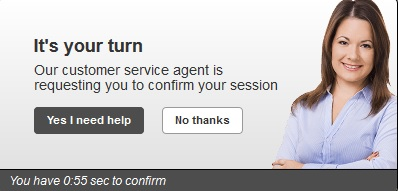 It's your turn
Our customer service agent is
requesting you to confirm your session
Yes I need help
No thanks
You have 0:55 sec to confirm